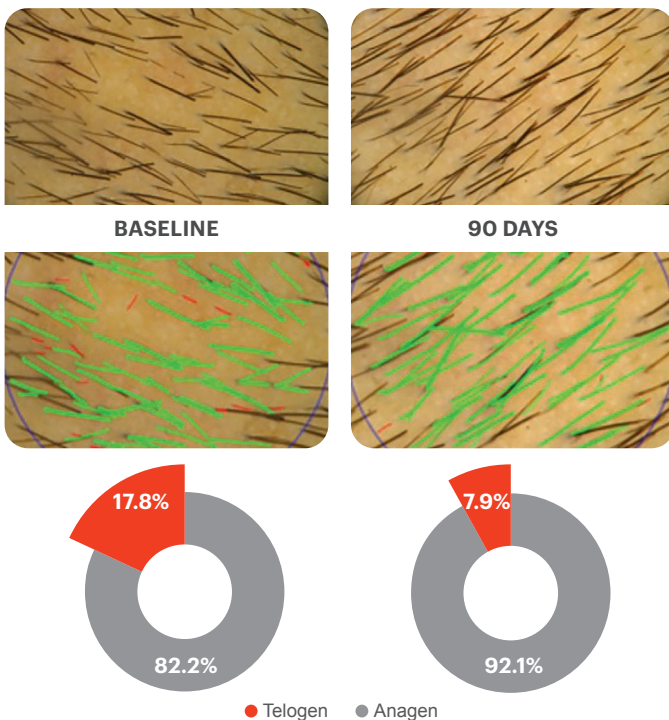 BASELINE
90 DAYS
17.8%
82.2%
7.9%
92.1%
Telogen
Anagen